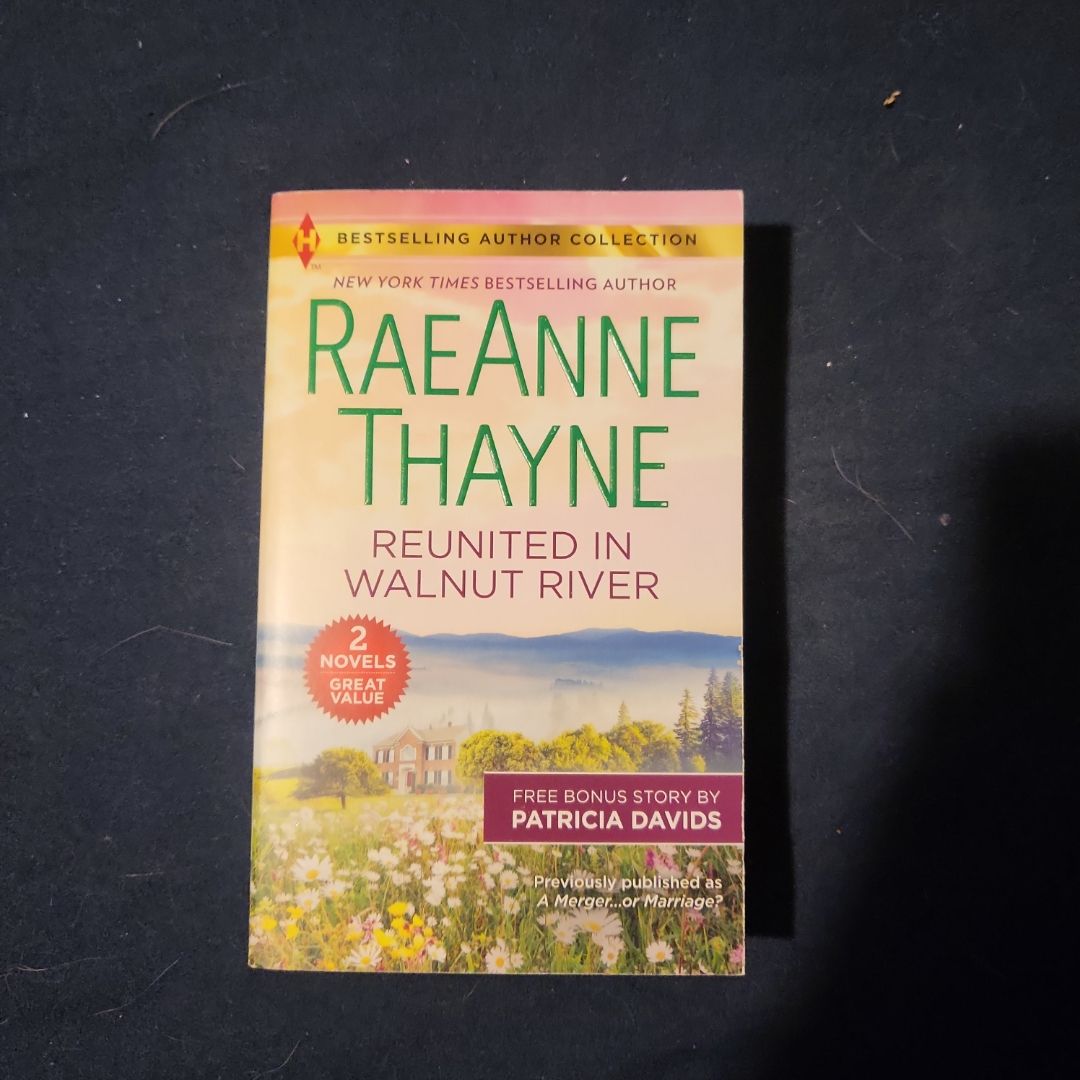 H
TM
BESTSELLING AUTHOR COLLECTION
NEW YORK TIMES BESTSELLING AUTHOR
RAEANNE
THAYNE
REUNITED IN
WALNUT RIVER
2
NOVELS
GREAT
VALUE
FREE BONUS STORY BY
PATRICIA DAVIDS
Previously published as
A Merger...or Marriage?